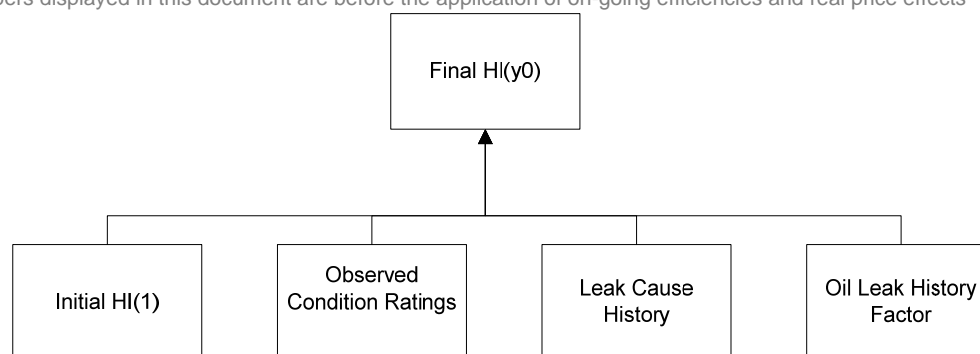 displayed in this document are before the application of on-going efficiencies and real price effects
Final HI(y0)
Initial HI(1)
Observed
Condition Ratings
Leak Cause
History
Oil Leak History
Factor